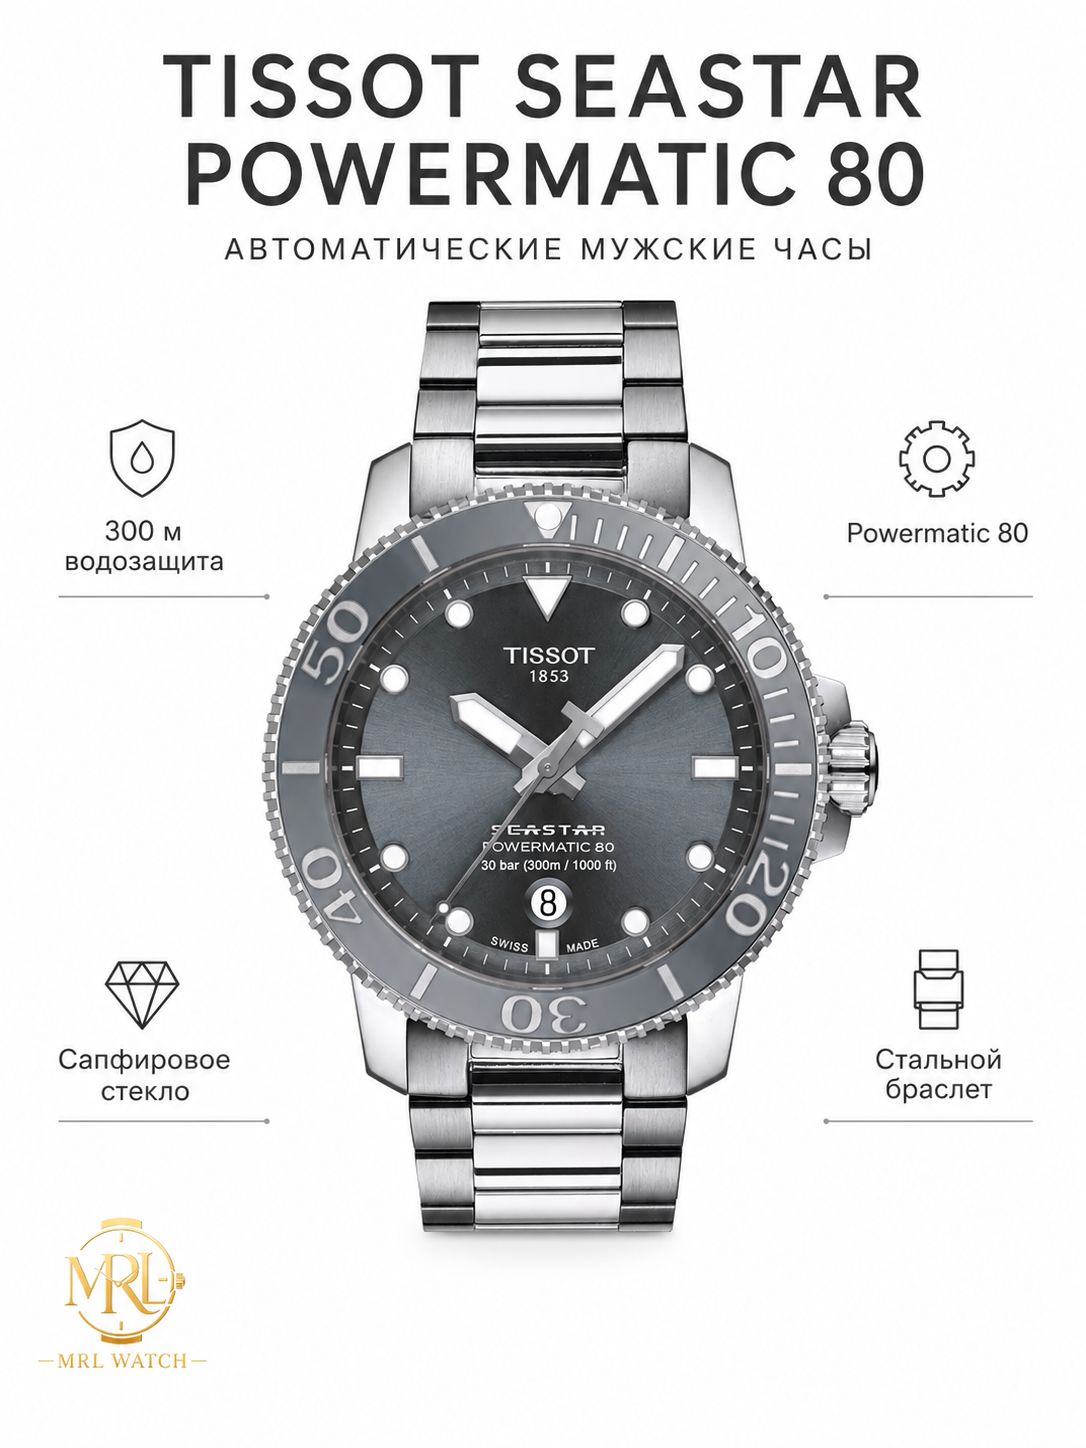 TISSOT SEASTAR
POWERMATIC 80
АВТОМАТИЧЕСКИЕ МУЖСКИЕ ЧАСЫ
300 м
водозащита
Powermatic 80
10
20
30
40
50
TISSOT
1853
SEASTAR
POWERMATIC 80
30 bar (300m / 1000 ft)
8
SWISS MADE
Сапфировое
стекло
Стальной
браслет
MRL
MRL WATCH